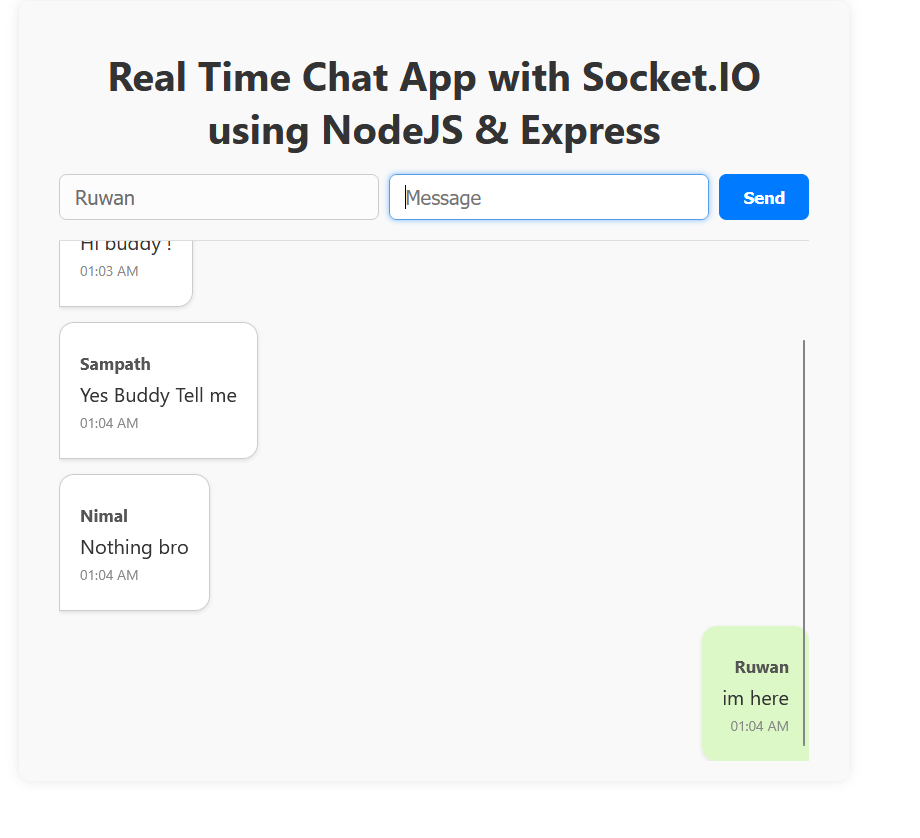 Real Time Chat App with Socket.IO
using NodeJS & Express
Ruwan
Message
Send
Hi buddy !
01:03 AM
Sampath
Yes Buddy Tell me
01:04 AM
Nimal
Nothing bro
01:04 AM
Ruwan
im here
01:04 AM